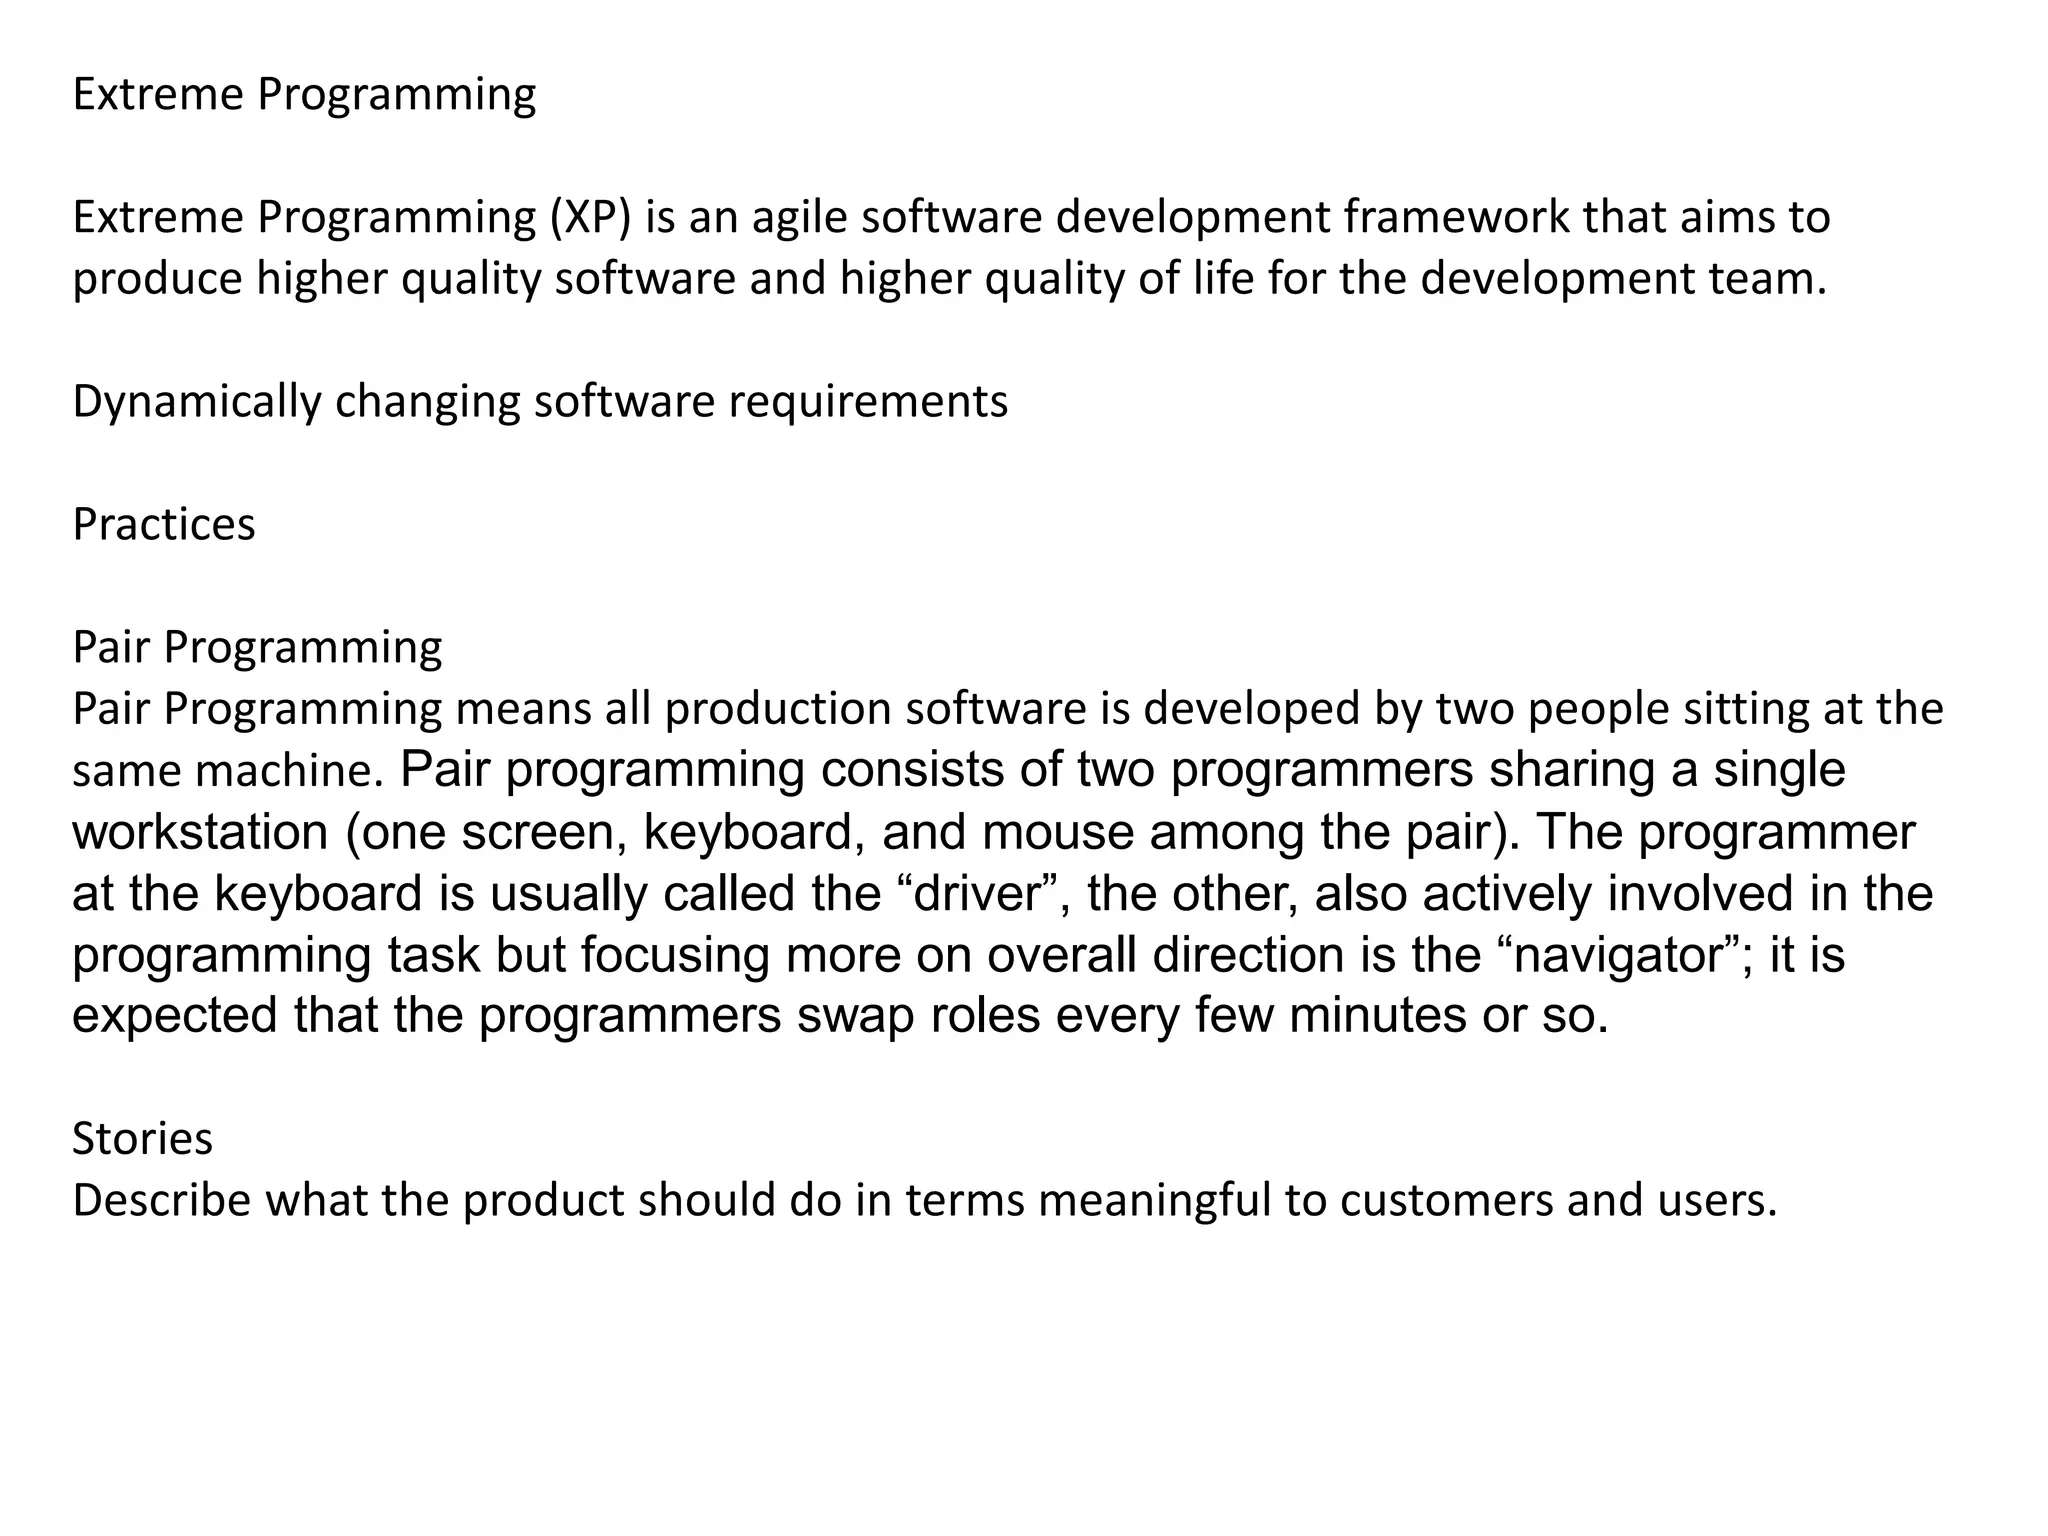 Extreme Programming
Extreme Programming (XP) is an agile software development framework that aims to
produce higher quality software and higher quality of life for the development team.
Dynamically changing software requirements
Practices
Pair Programming
Pair Programming means all production software is developed by two people sitting at the
same machine. Pair programming consists of two programmers sharing a single
workstation (one screen, keyboard, and mouse among the pair). The programmer
at the keyboard is usually called the “driver”, the other, also actively involved in the
programming task but focusing more on overall direction is the “navigator”; it is
expected that the programmers swap roles every few minutes or so.
Stories
Describe what the product should do in terms meaningful to customers and users.